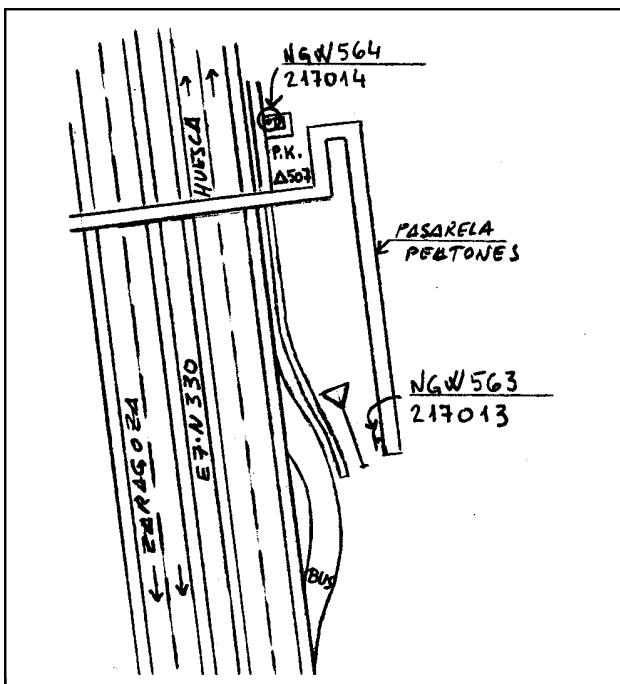 NGW564
217014
HUESCA
P.K.
Δ507
PASARELA
PEATONES
E7·N330
ZARAGOZA
NGW563
217013
BUS